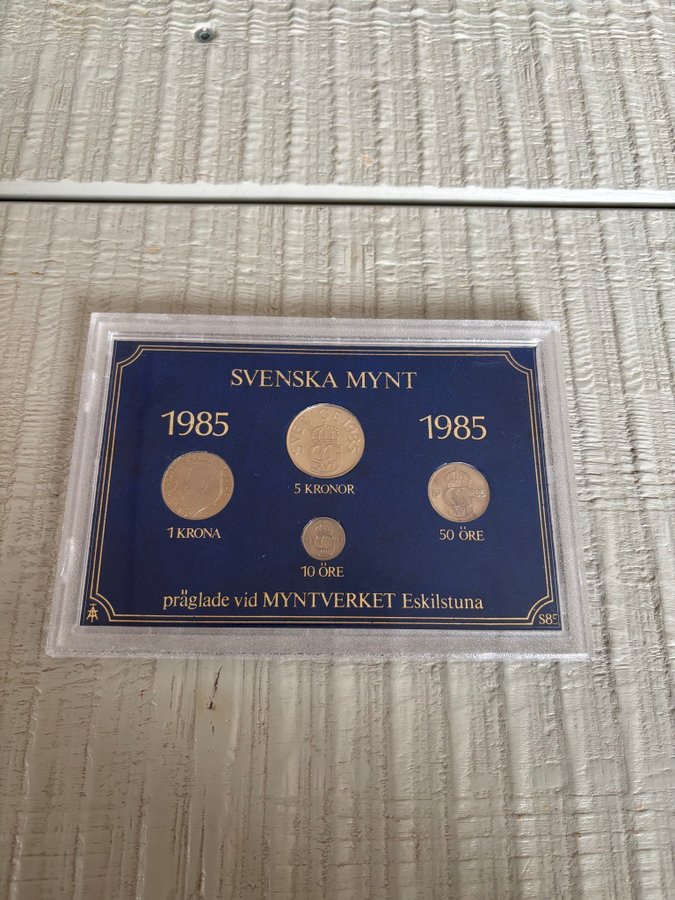 SVENSKA MYNT
1985
1985
5 KRONOR
1 KRONA
50 ÖRE
10 ÖRE
präglade vid MYNTVERKET Eskilstuna
S85